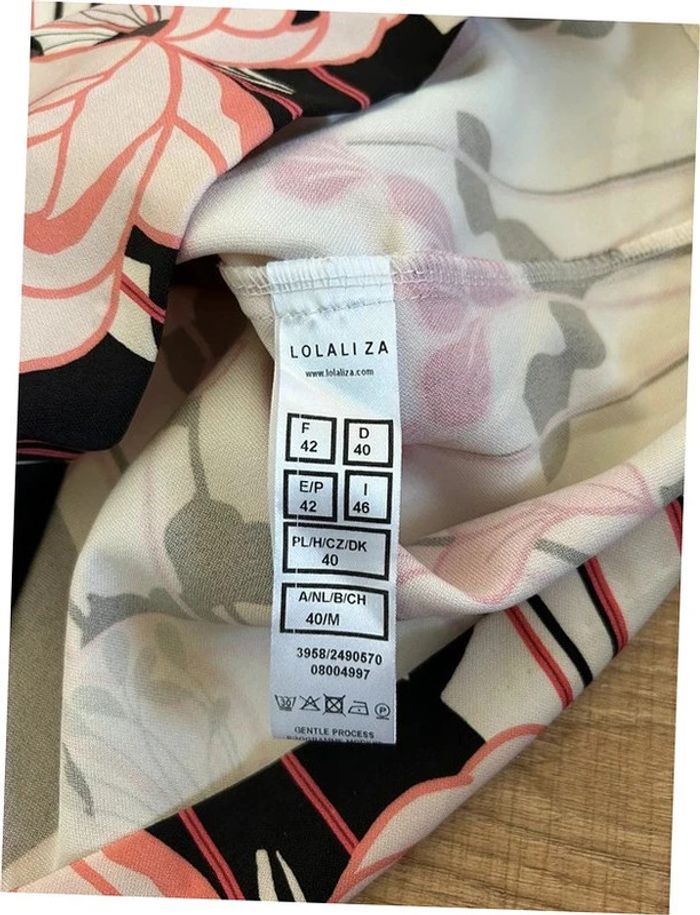 LOLALIZA
www.lolaliza.com
F D
42 40
E/P I
42 46
PL/H/CZ/DK
40
A/NL/B/CH
40/M
3958/2490570
08004997
30 P
GENTLE PROCESS